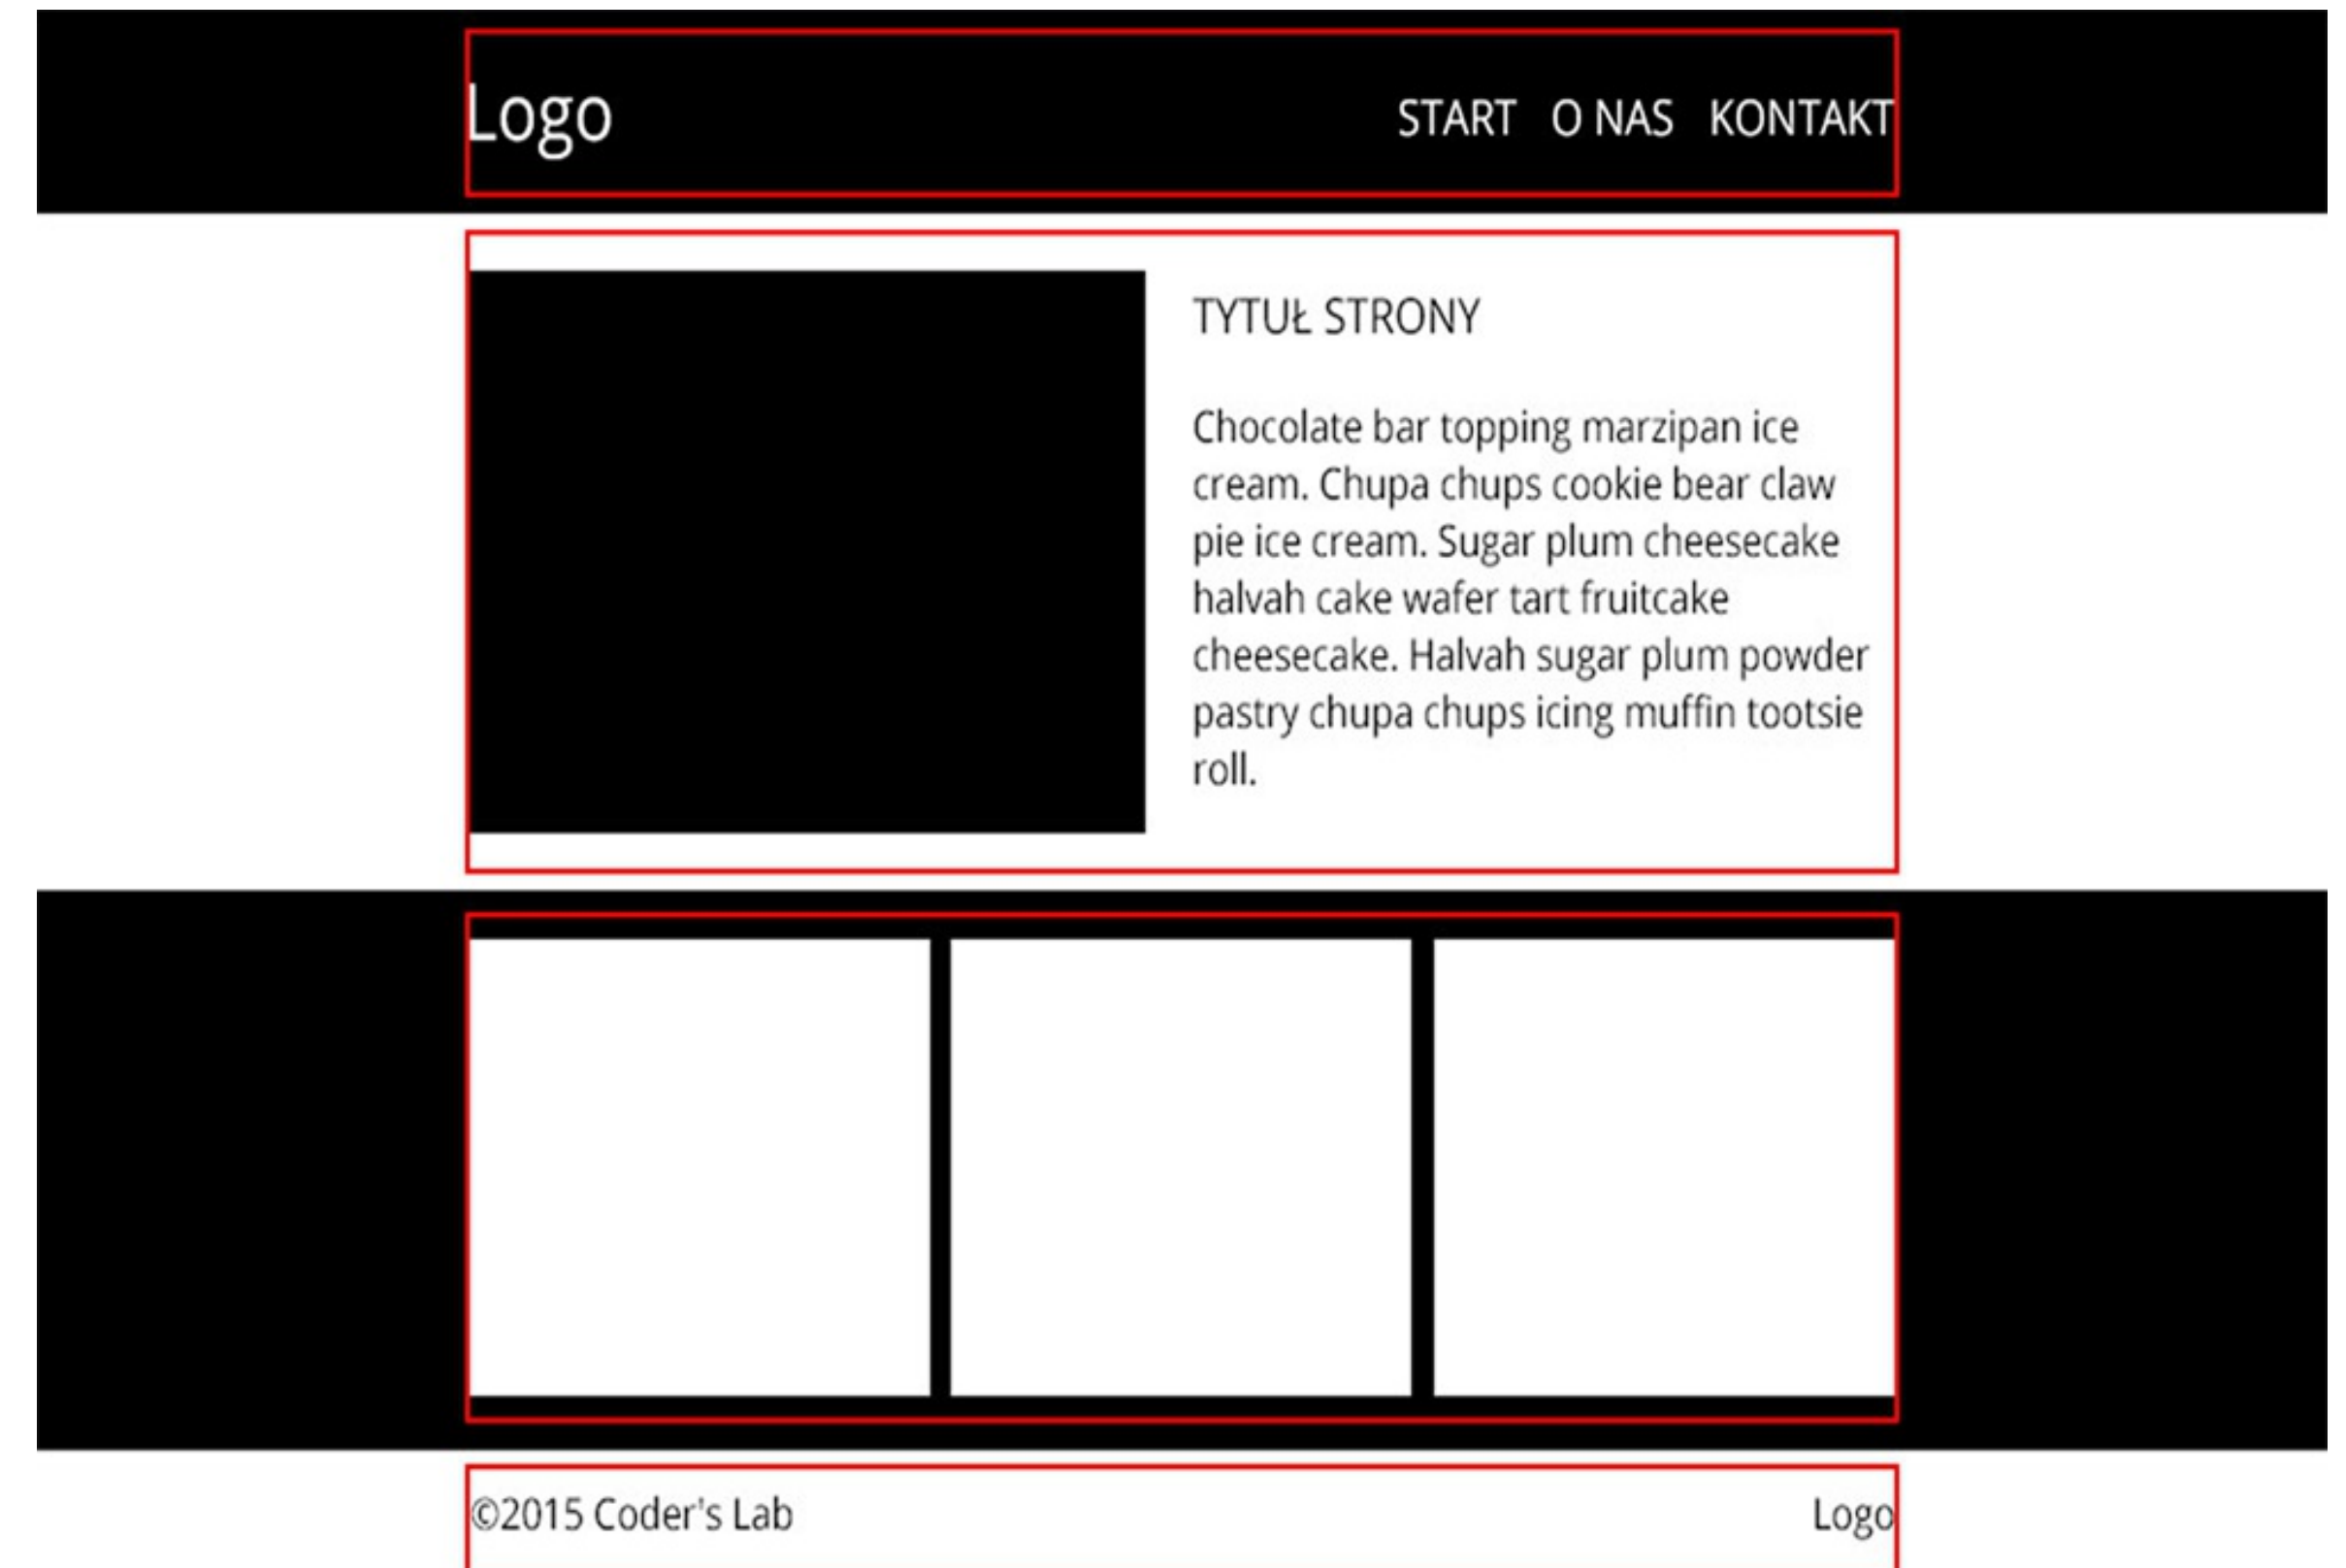 Logo
START O NAS KONTAKT
TYTUŁ STRONY
Chocolate bar topping marzipan ice
cream. Chupa chups cookie bear claw
pie ice cream. Sugar plum cheesecake
halvah cake wafer tart fruitcake
cheesecake. Halvah sugar plum powder
pastry chupa chups icing muffin tootsie
roll.
©2015 Coder's Lab
Logo